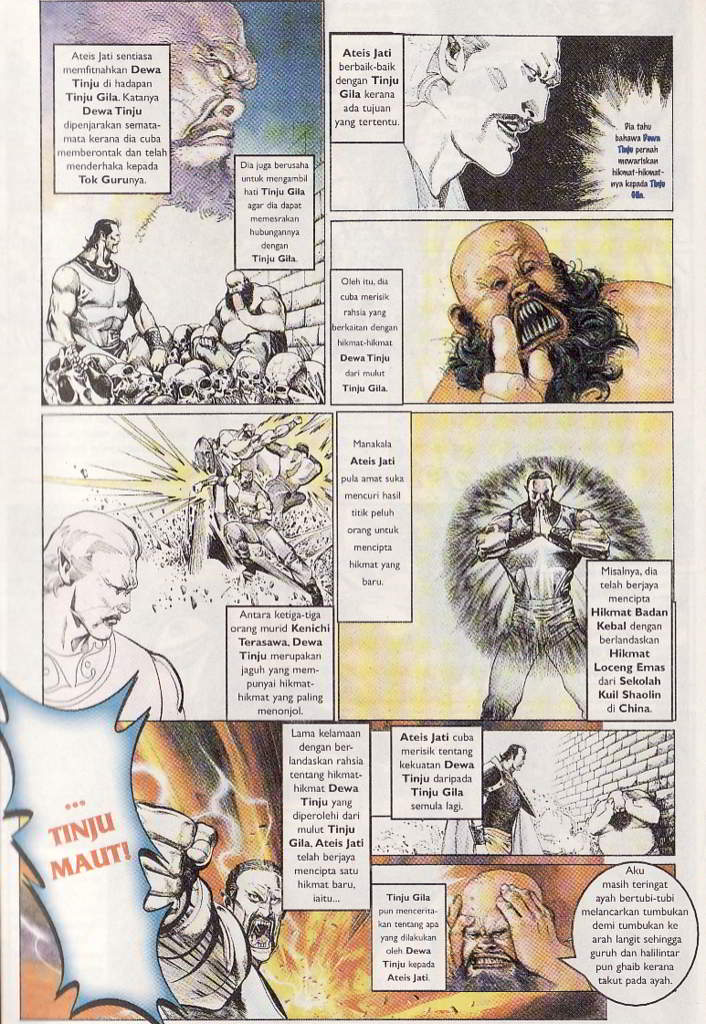 Ateis Jati sentiasa
memfitnahkan Dewa
Tinju di hadapan
Tinju Gila. Katanya
Dewa Tinju
dipenjarakan semata-
mata kerana dia cuba
memberontak dan telah
menderhaka kepada
Tok Gurunya.
Dia juga berusaha
untuk mengambil
hati Tinju Gila
agar dia dapat
memesrakan
hubungannya
dengan
Tinju Gila.
Ateis Jati
berbaik-baik
dengan Tinju
Gila kerana
ada tujuan
yang tertentu.
Dia tahu
bahawa Dewa
Tinju pernah
mewariskan
hikmat-hikmat-
nya kepada Tinju
Gila.
Oleh itu, dia
cuba merisik
rahsia yang
berkaitan dengan
hikmat-hikmat
Dewa Tinju
dari mulut
Tinju Gila.
Antara ketiga-tiga
orang murid Kenichi
Terasawa, Dewa
Tinju merupakan
jaguh yang mem-
punyai hikmat-
hikmat yang paling
menonjol.
Manakala
Ateis Jati
pula amat suka
mencuri hasil
titik peluh
orang untuk
mencipta
hikmat yang
baru.
Misalnya, dia
telah berjaya
mencipta
Hikmat Badan
Kebal dengan
berlandaskan
Hikmat
Loceng Emas
dari Sekolah
Kuil Shaolin
di China.
Lama kelamaan
dengan ber-
landaskan rahsia
tentang hikmat-
hikmat Dewa
Tinju yang
diperolehi dari
mulut Tinju
Gila, Ateis Jati
telah berjaya
mencipta satu
hikmat baru,
iaitu...
...
TINJU
MAUT!
Ateis Jati cuba
merisik tentang
kekuatan Dewa
Tinju daripada
Tinju Gila
semula lagi.
Tinju Gila
pun mencerita-
kan tentang apa
yang dilakukan
oleh Dewa
Tinju kepada
Ateis Jati.
Aku
masih teringat
ayah bertubi-tubi
melancarkan tumbukan
demi tumbukan ke
arah langit sehingga
guruh dan halilintar
pun ghaib kerana
takut pada ayah.